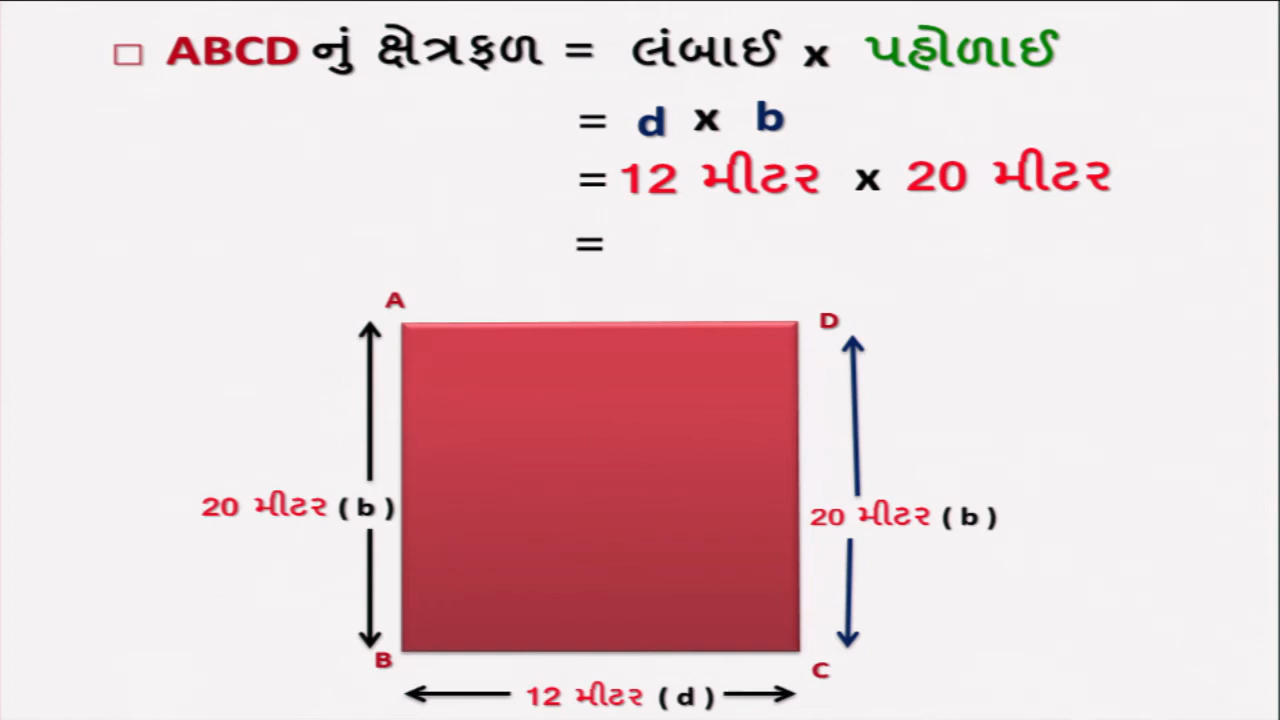 □ ABCD નું ક્ષેત્રફળ = લંબાઈ x પહોળાઈ
= d x b
= 12 મીટર x 20 મીટર
=
A
D
20 મીટર ( b )
20 મીટર ( b )
B
C
12 મીટર ( d )